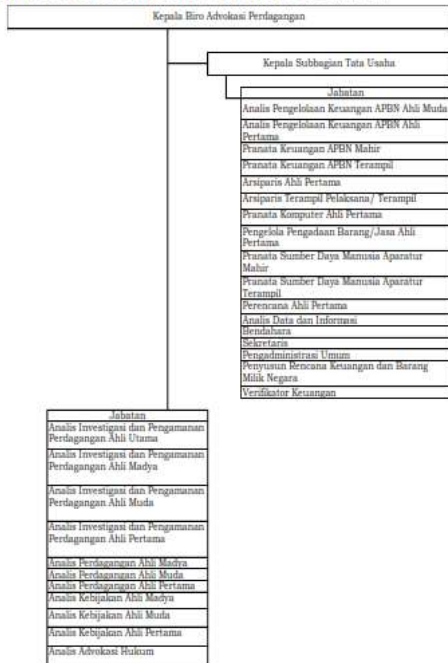 Kepala Biro Advokasi Perdagangan
Kepala Subbagian Tata Usaha
Jabatan
Analis Pengelolaan Keuangan APBN Ahli Muda
Analis Pengelolaan Keuangan APBN Ahli
Pertama
Pranata Keuangan APBN Mahir
Pranata Keuangan APBN Terampil
Arsiparis Ahli Pertama
Arsiparis Terampil Pelaksana/ Terampil
Pranata Komputer Ahli Pertama
Pengelola Pengadaan Barang/Jasa Ahli
Pertama
Pranata Sumber Daya Manusia Aparatur
Mahir
Pranata Sumber Daya Manusia Aparatur
Terampil
Perencana Ahli Pertama
Analis Data dan Informasi
Bendahara
Sekretaris
Pengadministrasi Umum
Penyusun Rencana Keuangan dan Barang
Milik Negara
Verifikator Keuangan
Jabatan
Analis Investigasi dan Pengamanan
Perdagangan Ahli Utama
Analis Investigasi dan Pengamanan
Perdagangan Ahli Madya
Analis Investigasi dan Pengamanan
Perdagangan Ahli Muda
Analis Investigasi dan Pengamanan
Perdagangan Ahli Pertama
Analis Perdagangan Ahli Madya
Analis Perdagangan Ahli Muda
Analis Perdagangan Ahli Pertama
Analis Kebijakan Ahli Madya
Analis Kebijakan Ahli Muda
Analis Kebijakan Ahli Pertama
Analis Advokasi Hukum